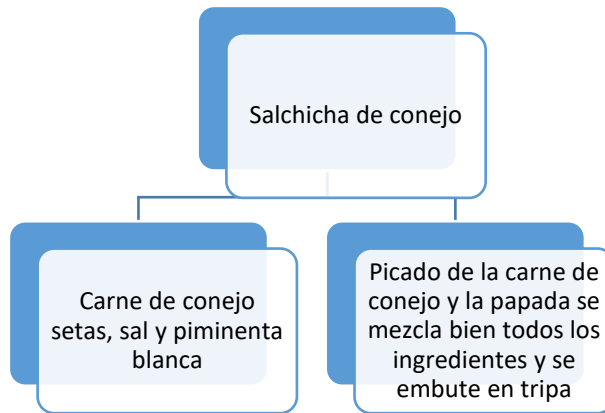 Salchicha de conejo
Carne de conejo
setas, sal y piminenta
blanca
Picado de la carne de
conejo y la papada se
mezcla bien todos los
ingredientes y se
embute en tripa